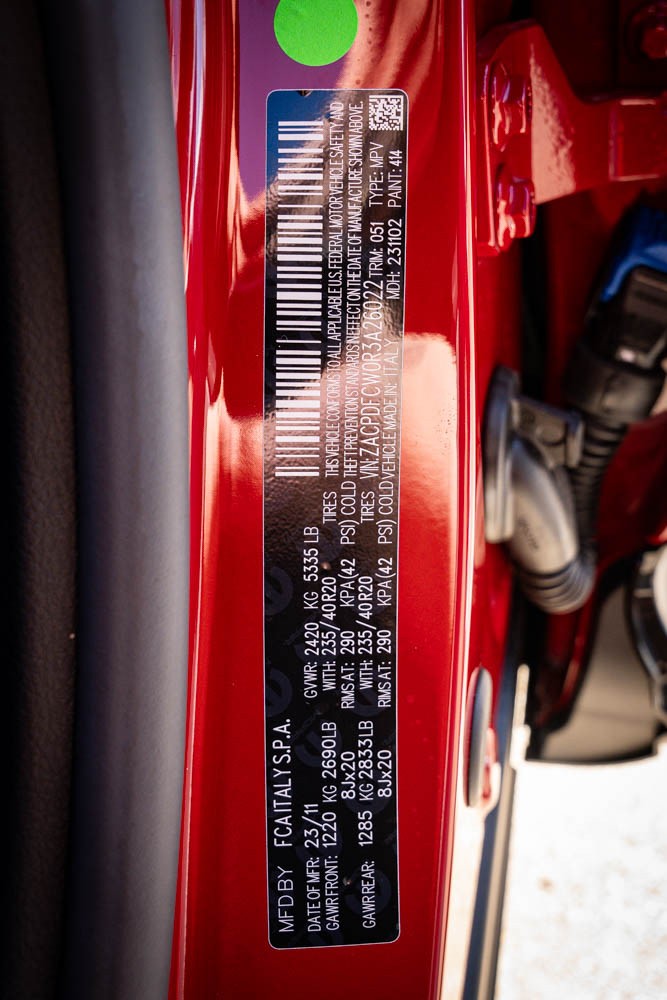 MFD BY FCA ITALY S.P.A.
DATE OF MFR: 23/11 GVWR: 2420 KG 5335 LB
GAWR FRONT: 1220 KG 2690LB WITH: 235/40R20 TIRES THIS VEHICLE CONFORMS TO ALL APPLICABLE U.S. FEDERAL MOTOR VEHICLE SAFETY AND
8Jx20 RIMS AT: 290 KPA(42 PSI) COLD THEFT PREVENTION STANDARDS IN EFFECT ON THE DATE OF MANUFACTURE SHOWN ABOVE.
GAWR REAR: 1285 KG 2833LB WITH: 235/40R20 TIRES VIN: ZACPDFCW0R3A26022 TRIM: 051 TYPE: MPV
8Jx20 RIMS AT: 290 KPA(42 PSI) COLD VEHICLE MADE IN: ITALY MDH: 231102 PAINT: 414